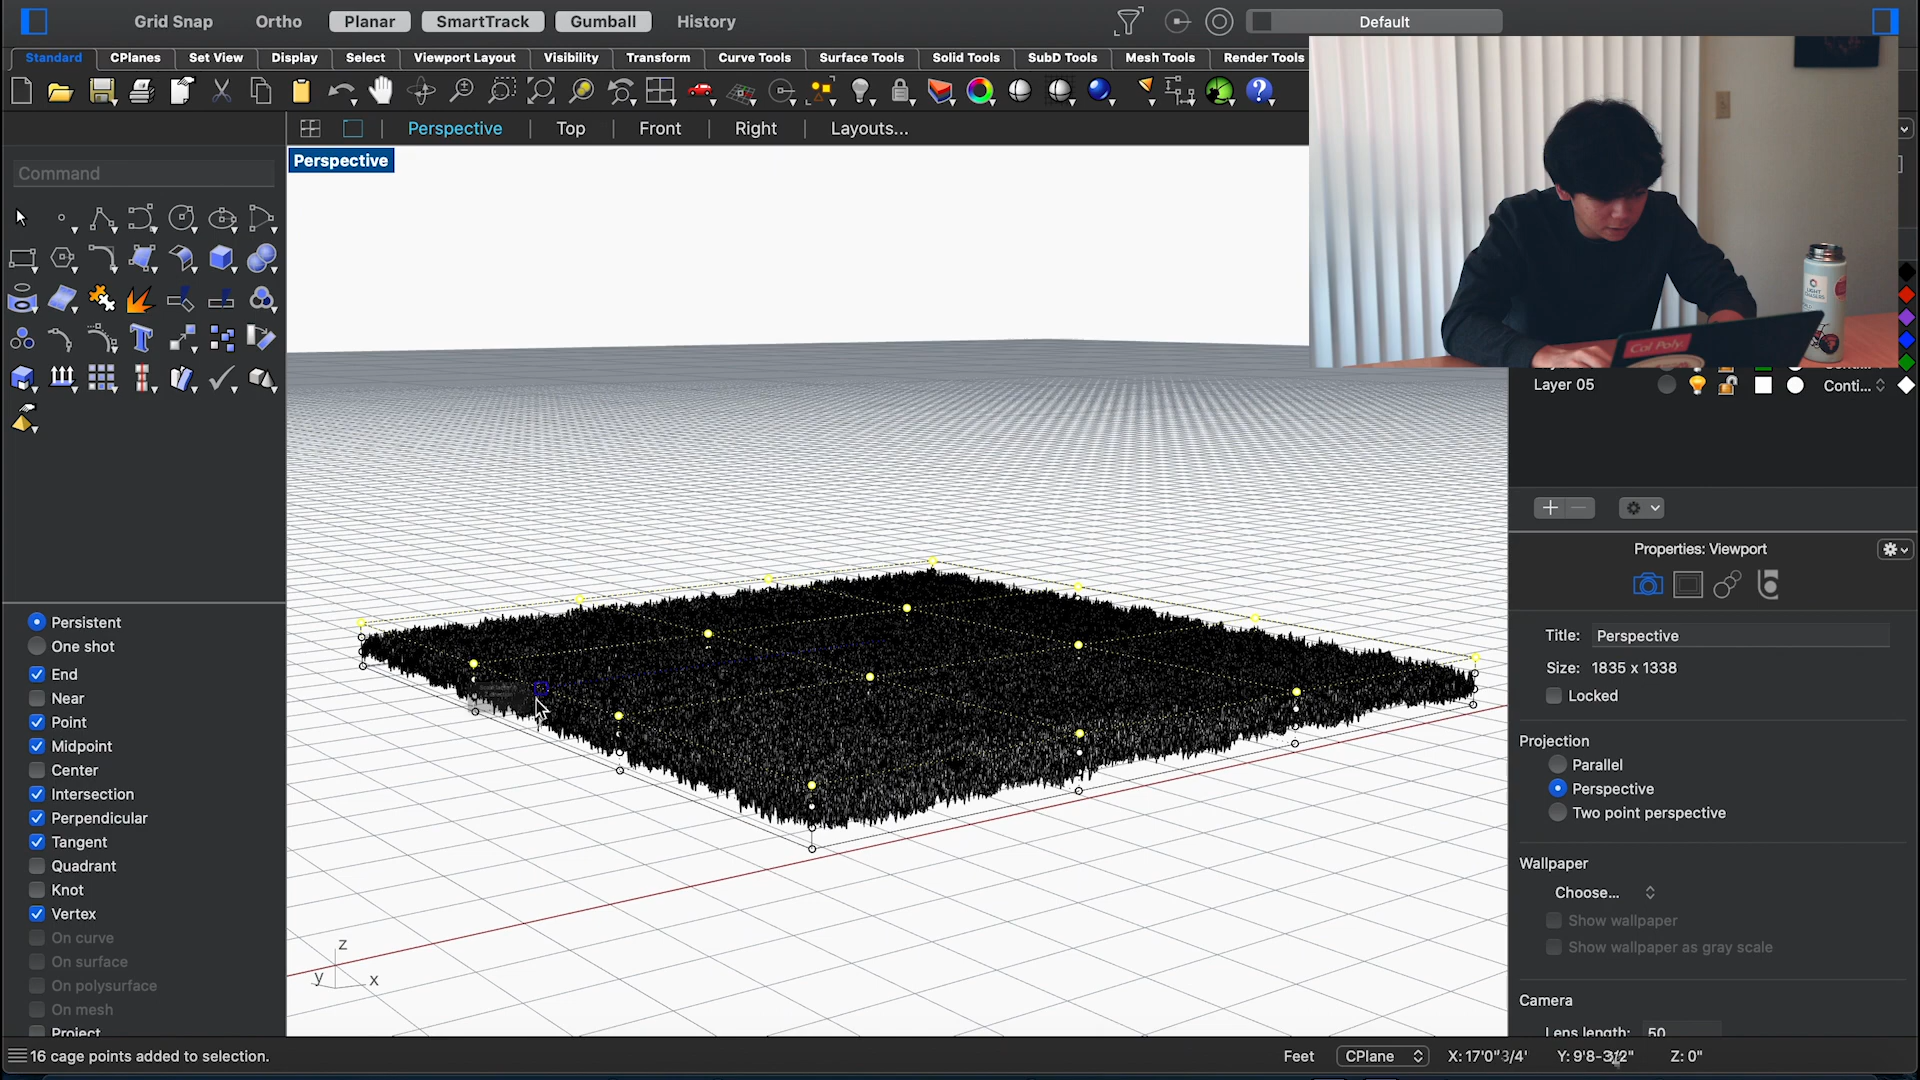 Grid Snap Ortho Planar SmartTrack Gumball History Default
Standard CPlanes Set View Display Select Viewport Layout Visibility Transform Curve Tools Surface Tools Solid Tools SubD Tools Mesh Tools Render Tools
Perspective Top Front Right Layouts...
Perspective
Command
Cal Poly
LIGHT
Layer 05 Conti...
Persistent
One shot
End
Near
Point
Midpoint
Center
Intersection
Perpendicular
Tangent
Quadrant
Knot
Vertex
On curve
On surface
On polysurface
On mesh
Project
z
y x
Properties: Viewport
Title: Perspective
Size: 1835 x 1338
Locked
Projection
Parallel
Perspective
Two point perspective
Wallpaper
Choose...
Show wallpaper
Show wallpaper as gray scale
Camera
Lens length: 50
16 cage points added to selection.
Feet CPlane X: 17'0"3/4' Y: 9'8-3/2" Z: 0"